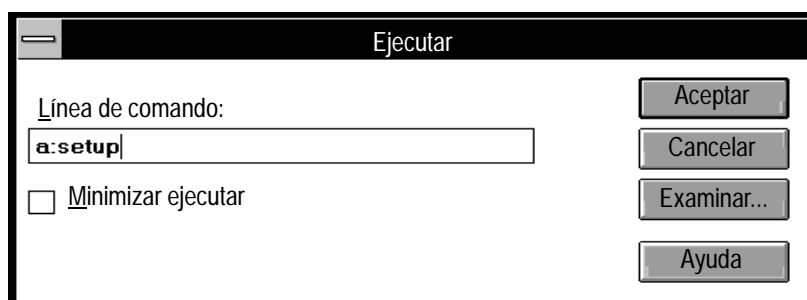 Ejecutar
Línea de comando:
a:setup
Minimizar ejecutar
Aceptar
Cancelar
Examinar...
Ayuda